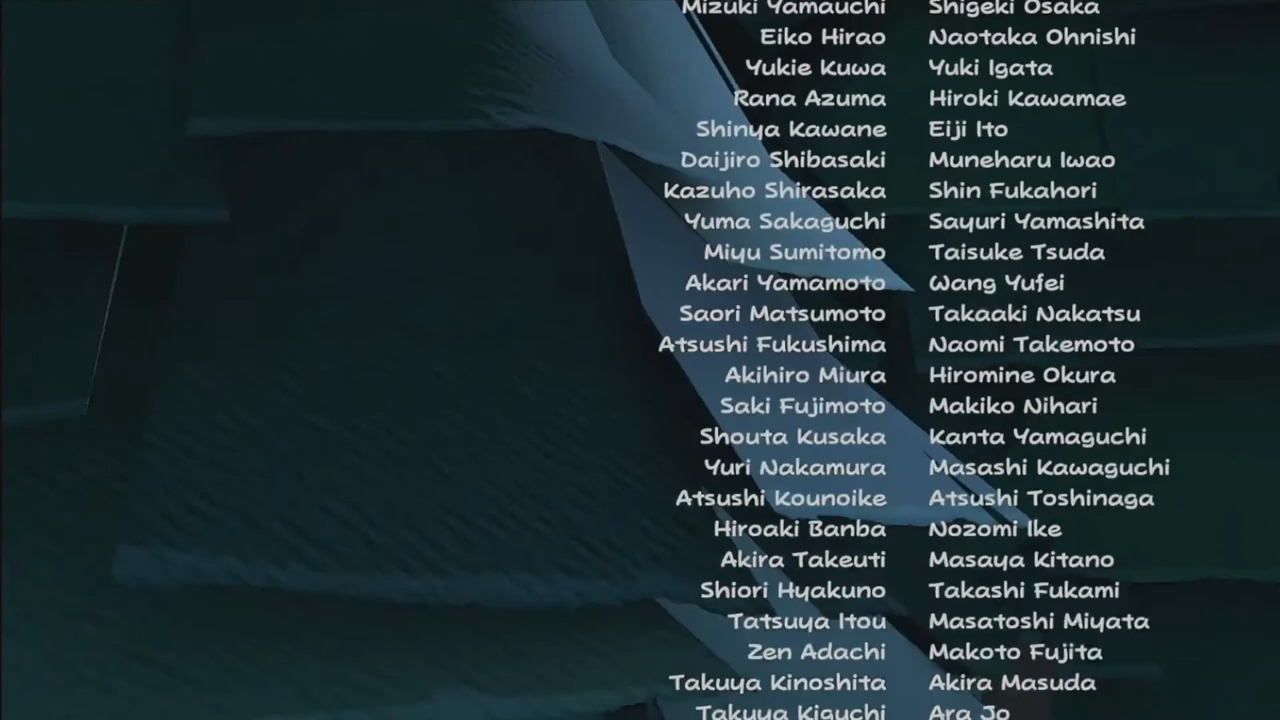 Mizuki Yamauchi Shigeki Osaka
Eiko Hirao Naotaka Ohnishi
Yukie Kuwa Yuki Igata
Rana Azuma Hiroki Kawamae
Shinya Kawane Eiji Ito
Daijiro Shibasaki Muneharu Iwao
Kazuho Shirasaka Shin Fukahori
Yuma Sakaguchi Sayuri Yamashita
Miyu Sumitomo Taisuke Tsuda
Akari Yamamoto Wang Yufei
Saori Matsumoto Takaaki Nakatsu
Atsushi Fukushima Naomi Takemoto
Akihiro Miura Hiromine Okura
Saki Fujimoto Makiko Nihari
Shouta Kusaka Kanta Yamaguchi
Yuri Nakamura Masashi Kawaguchi
Atsushi Kounoike Atsushi Toshinaga
Hiroaki Banba Nozomi Ike
Akira Takeuti Masaya Kitano
Shiori Hyakuno Takashi Fukami
Tatsuya Itou Masatoshi Miyata
Zen Adachi Makoto Fujita
Takuya Kinoshita Akira Masuda
Takuya Kiguchi Ara Jo